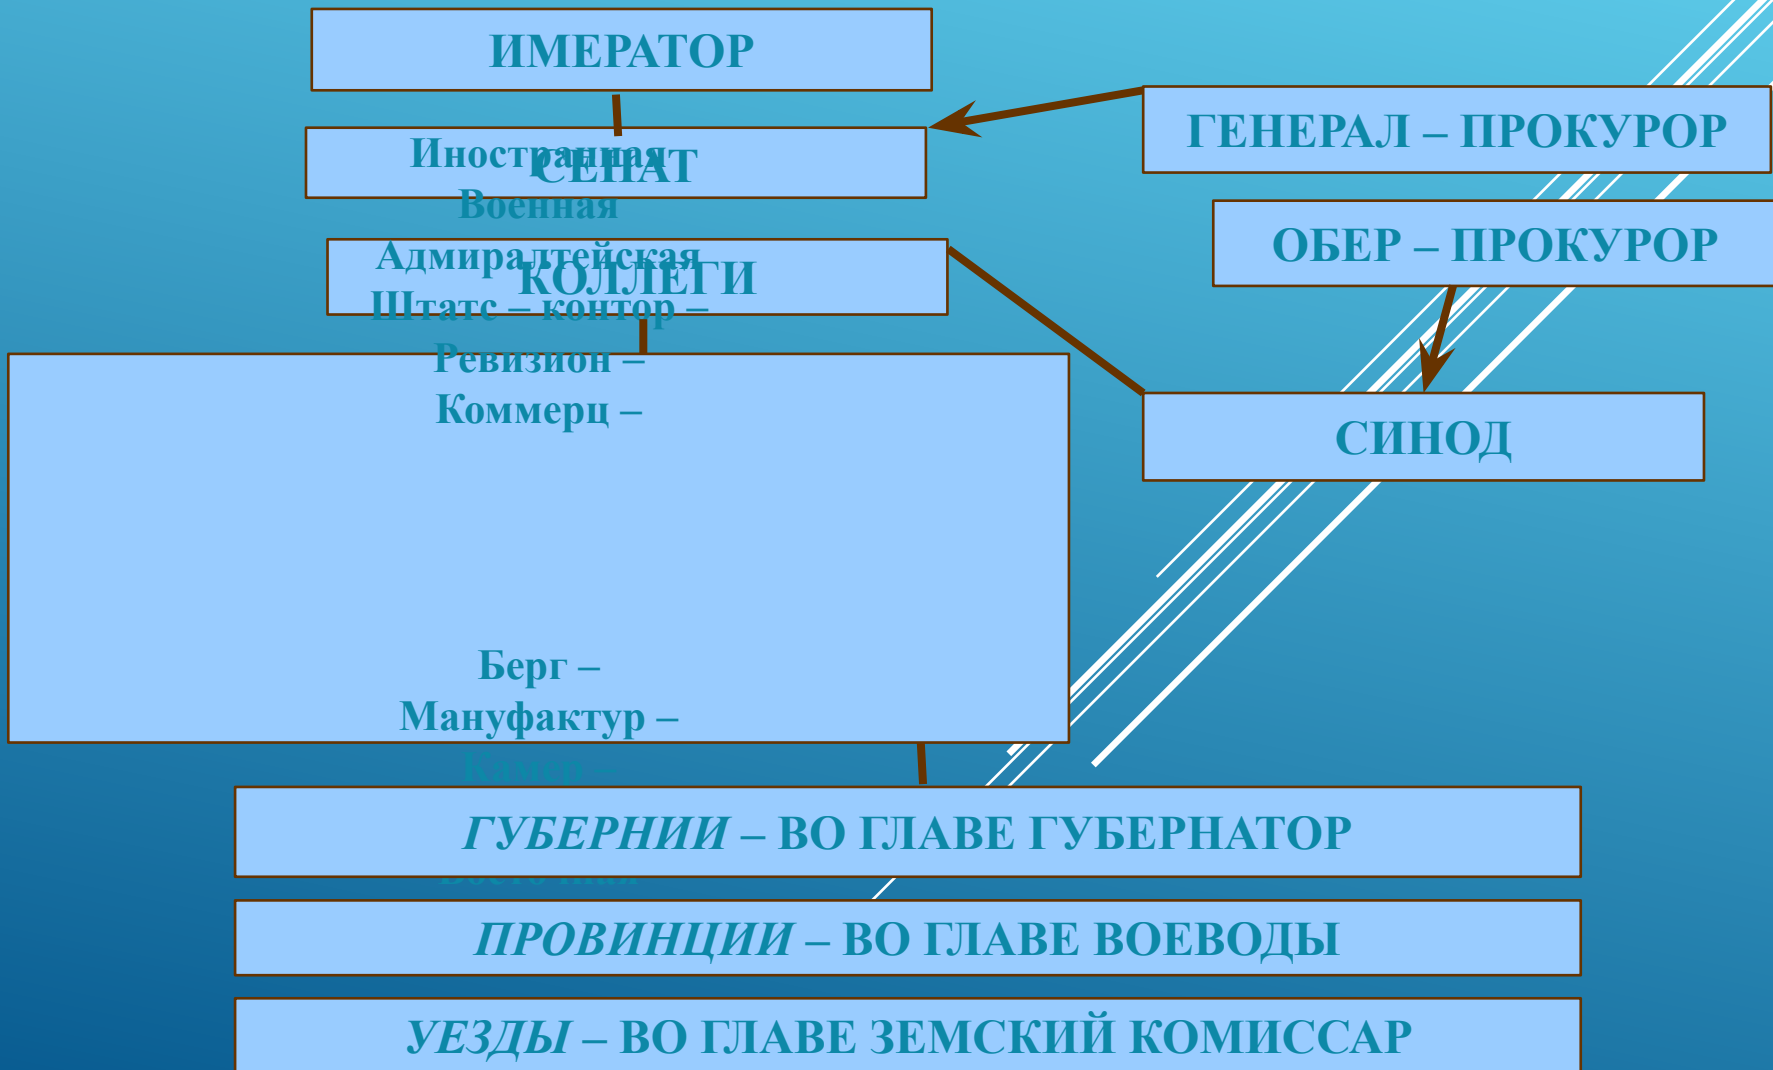 ИМЕРАТОР
ГЕНЕРАЛ – ПРОКУРОР
СЕНАТ
ОБЕР – ПРОКУРОР
КОЛЛЕГИ
СИНОД
Иностранная
Военная
Адмиралтейская
Штатс – контор –
Ревизион –
Коммерц –
Берг –
Мануфактур –
Камер –
ГУБЕРНИИ – ВО ГЛАВЕ ГУБЕРНАТОР
ПРОВИНЦИИ – ВО ГЛАВЕ ВОЕВОДЫ
УЕЗДЫ – ВО ГЛАВЕ ЗЕМСКИЙ КОМИССАР